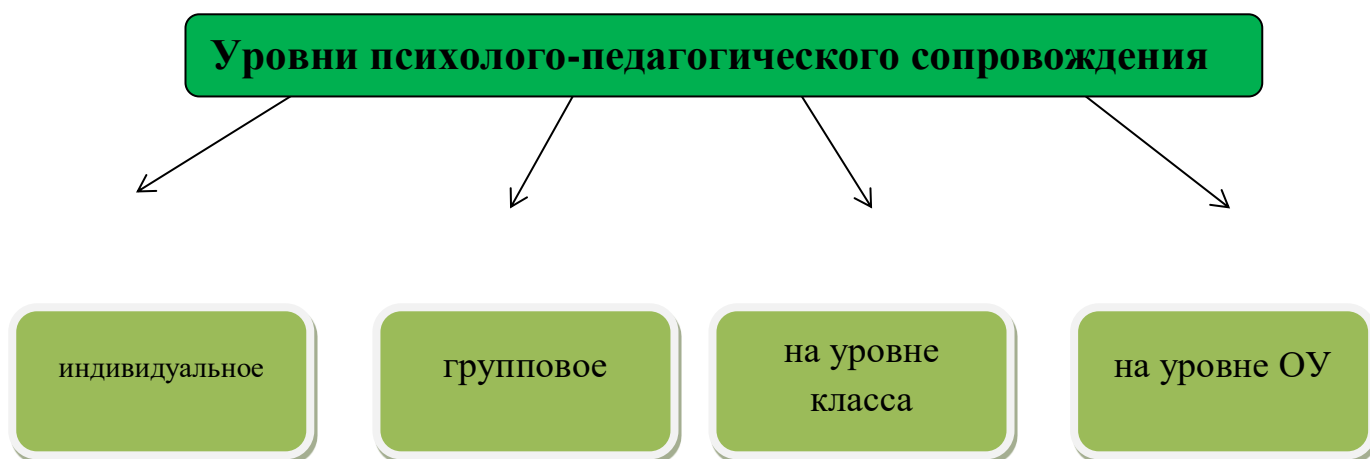 Уровни психолого-педагогического сопровождения
индивидуальное
групповое
на уровне
класса
на уровне ОУ